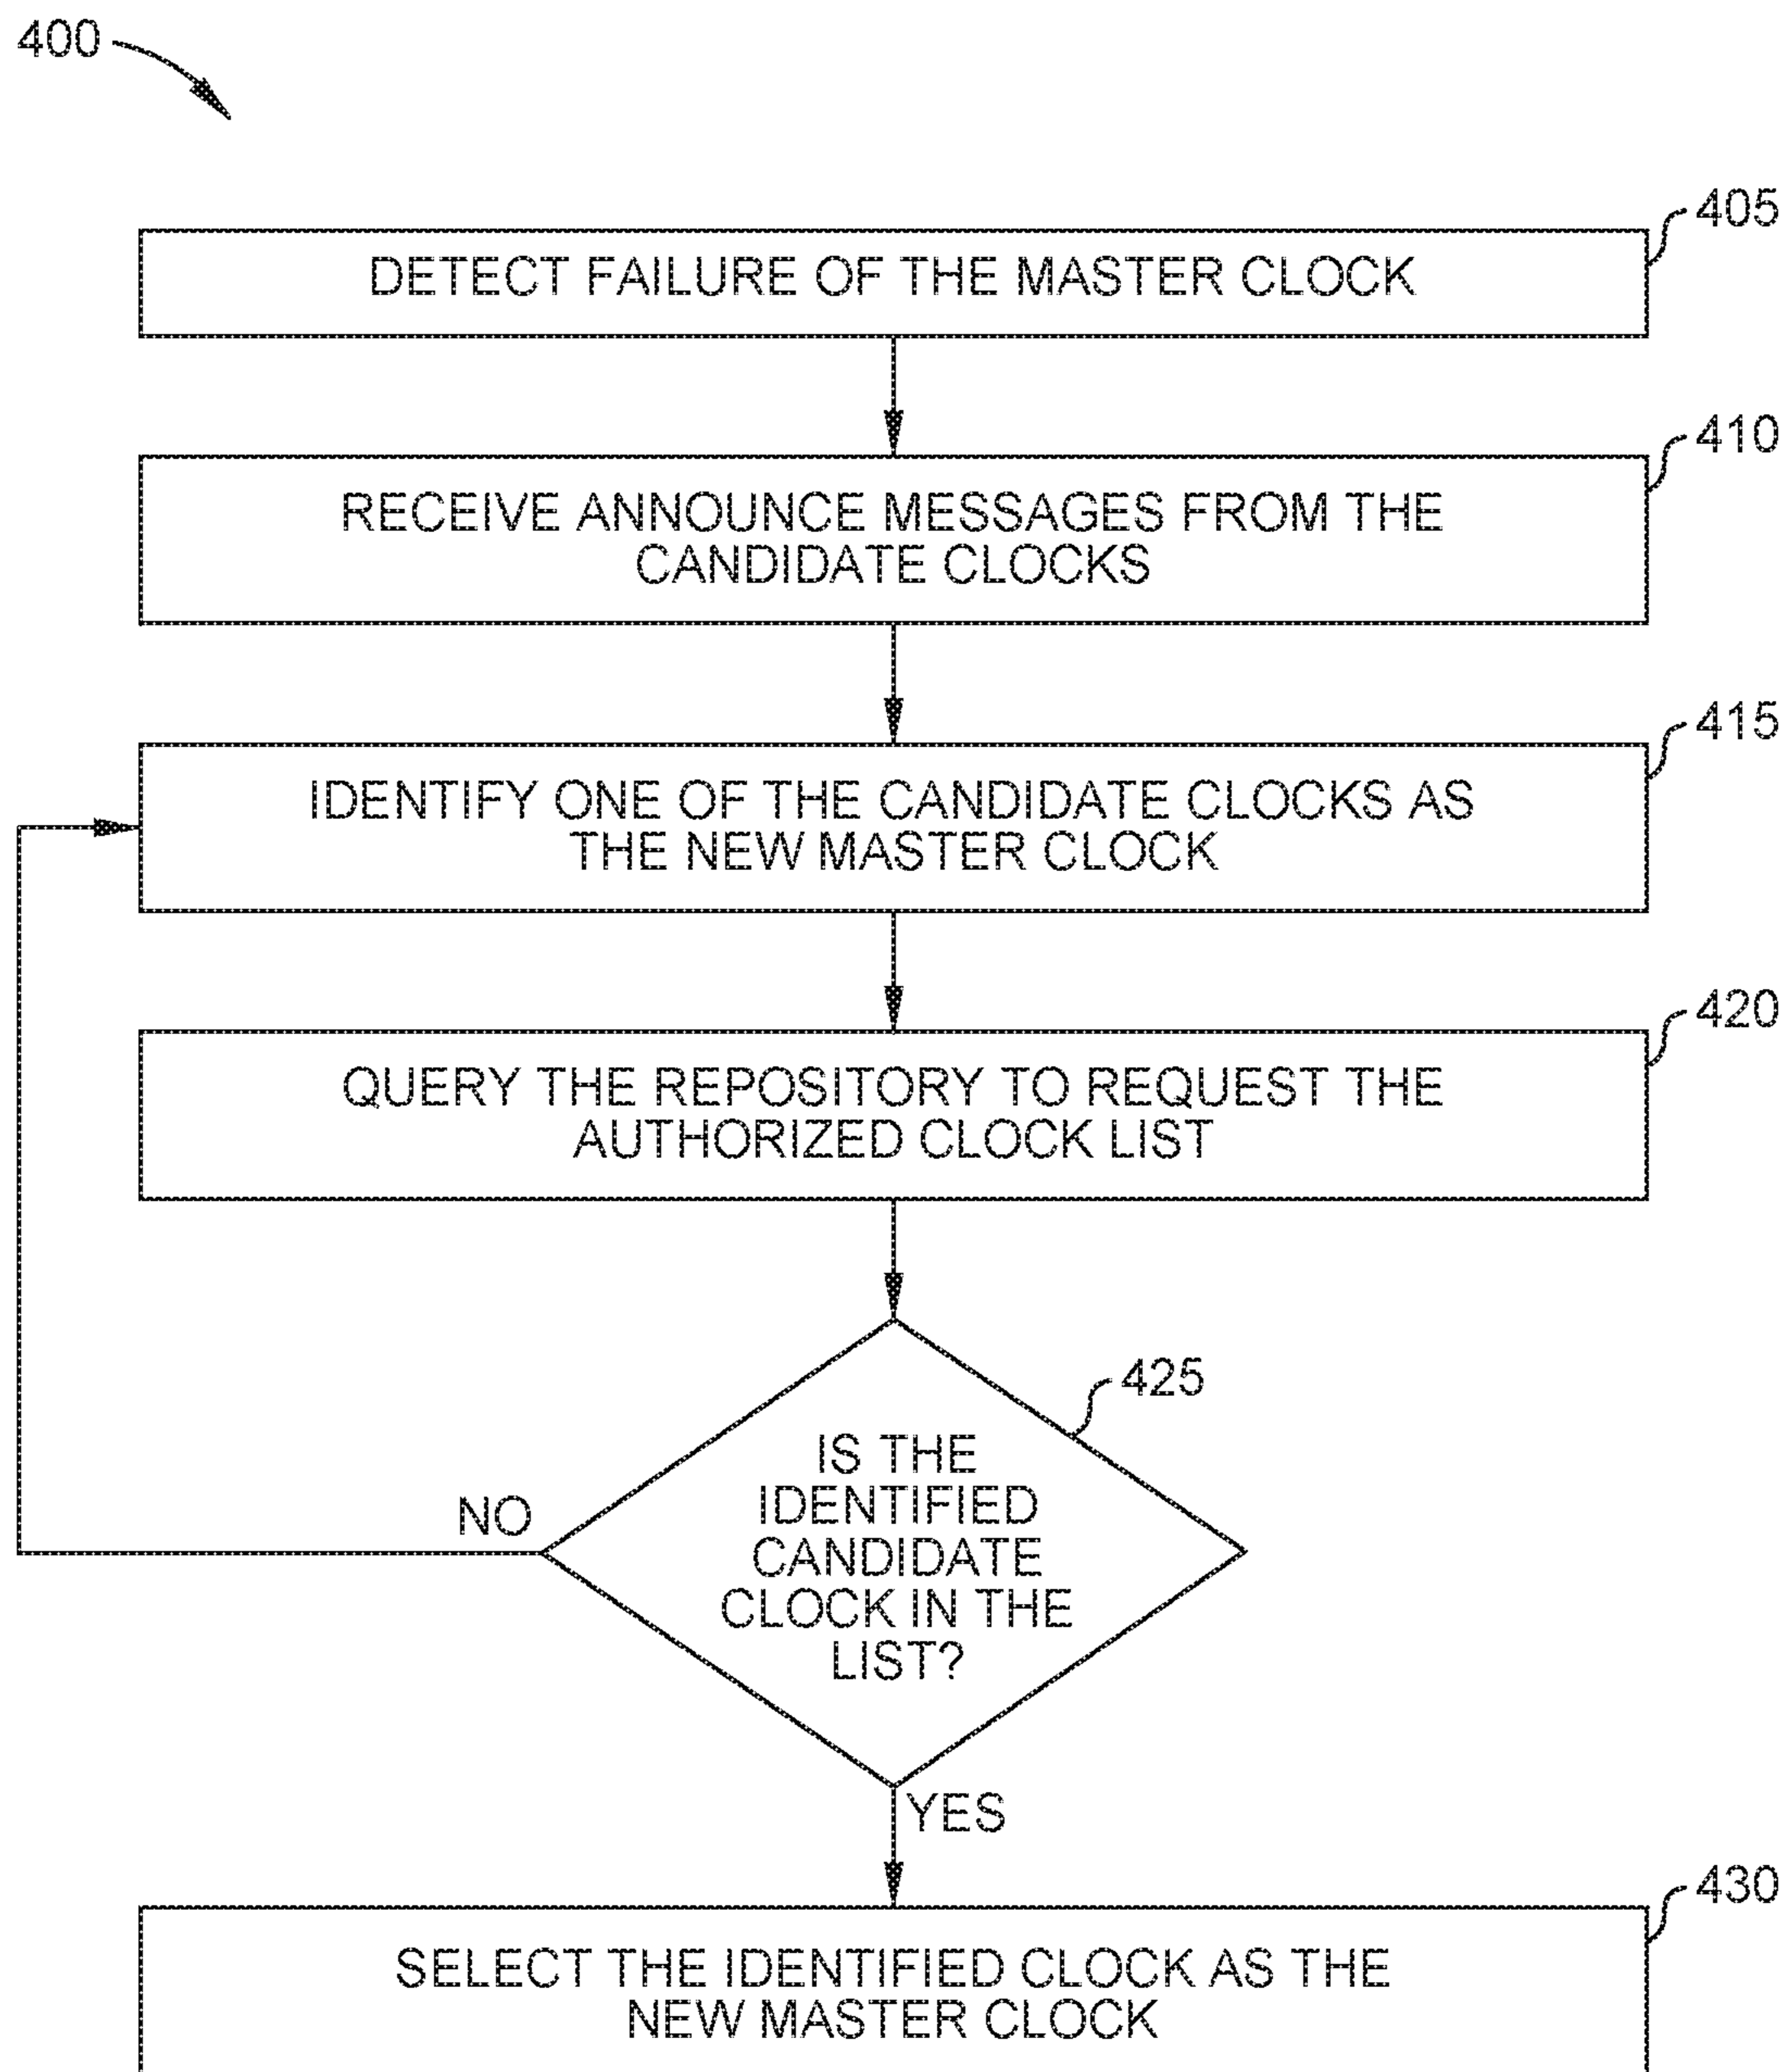 400
405
DETECT FAILURE OF THE MASTER CLOCK
410
RECEIVE ANNOUNCE MESSAGES FROM THE
CANDIDATE CLOCKS
415
IDENTIFY ONE OF THE CANDIDATE CLOCKS AS
THE NEW MASTER CLOCK
420
QUERY THE REPOSITORY TO REQUEST THE
AUTHORIZED CLOCK LIST
425
IS THE
IDENTIFIED
CANDIDATE
CLOCK IN THE
LIST?
NO
YES
430
SELECT THE IDENTIFIED CLOCK AS THE
NEW MASTER CLOCK